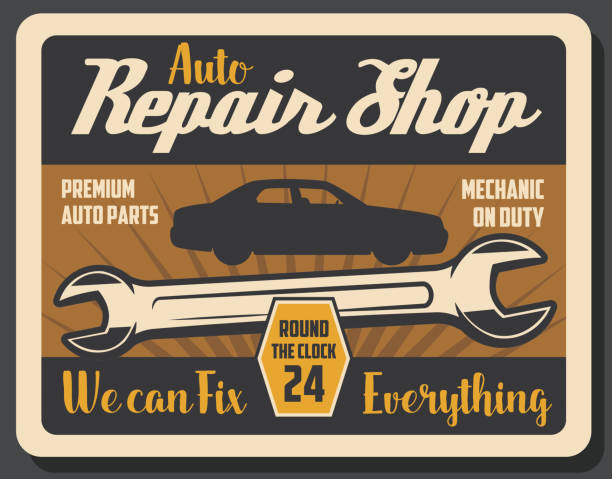 Auto
Repair Shop
PREMIUM
AUTO PARTS
MECHANIC
ON DUTY
ROUND
THE CLOCK
24
We can Fix
Everything